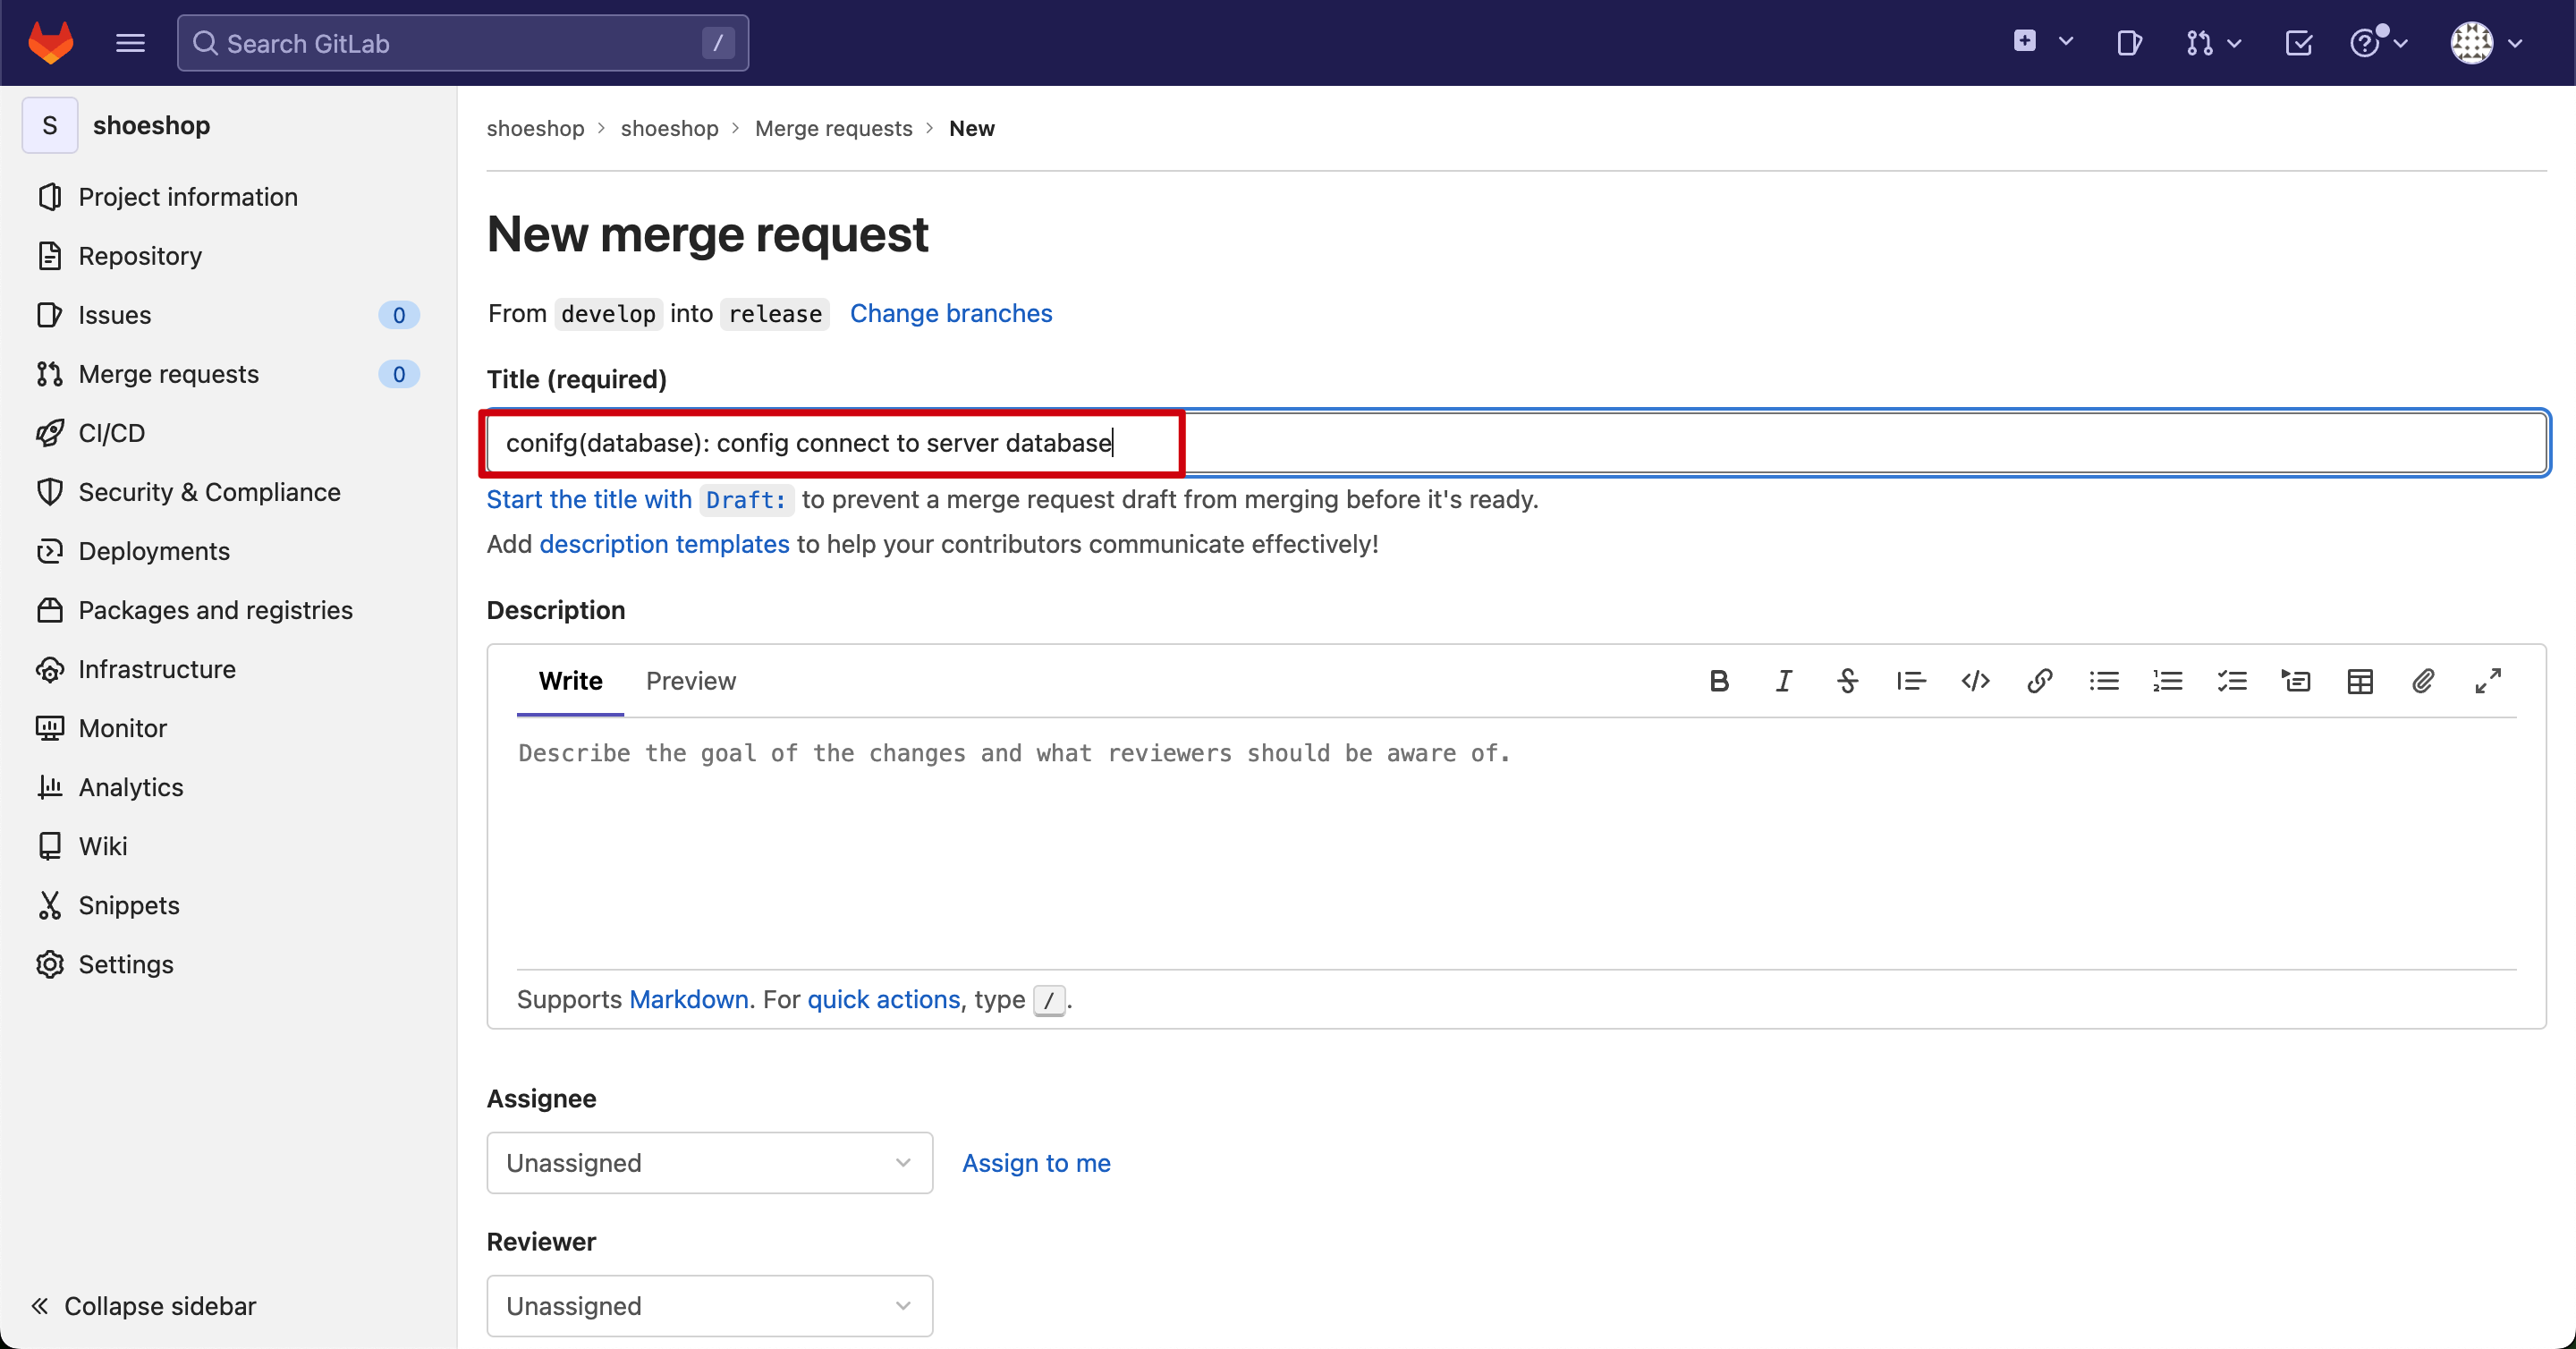 Search GitLab /
S shoeshop
Project information
Repository
Issues 0
Merge requests 0
CI/CD
Security & Compliance
Deployments
Packages and registries
Infrastructure
Monitor
Analytics
Wiki
Snippets
Settings
Collapse sidebar
shoeshop > shoeshop > Merge requests > New
New merge request
From develop into release Change branches
Title (required)
conifg(database): config connect to server database
Start the title with Draft: to prevent a merge request draft from merging before it's ready.
Add description templates to help your contributors communicate effectively!
Description
Write Preview
Describe the goal of the changes and what reviewers should be aware of.
Supports Markdown. For quick actions, type /.
Assignee
Unassigned Assign to me
Reviewer
Unassigned